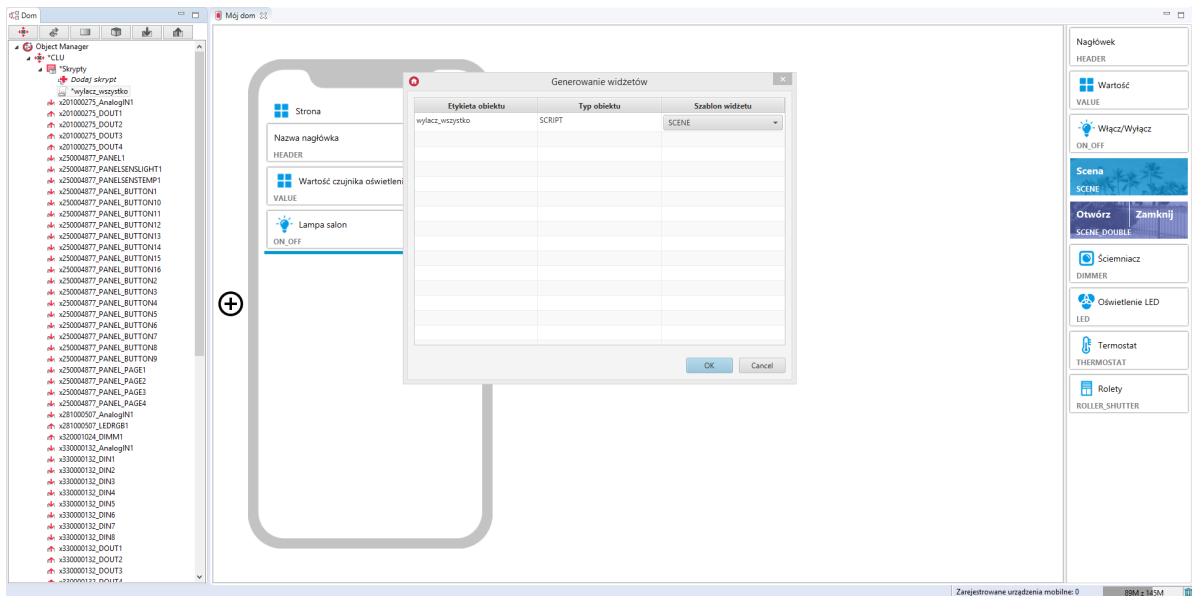 Dom
Object Manager
*CLU
*Skrypty
Dodaj skrypt
*wylacz_wszystko
x201000275_AnalogIN1
x201000275_DOUT1
x201000275_DOUT2
x201000275_DOUT3
x201000275_DOUT4
x250004877_PANEL1
x250004877_PANELSENSLIGHT1
x250004877_PANELSENSTEMP1
x250004877_PANEL_BUTTON1
x250004877_PANEL_BUTTON10
x250004877_PANEL_BUTTON11
x250004877_PANEL_BUTTON12
x250004877_PANEL_BUTTON13
x250004877_PANEL_BUTTON14
x250004877_PANEL_BUTTON15
x250004877_PANEL_BUTTON16
x250004877_PANEL_BUTTON2
x250004877_PANEL_BUTTON3
x250004877_PANEL_BUTTON4
x250004877_PANEL_BUTTON5
x250004877_PANEL_BUTTON6
x250004877_PANEL_BUTTON7
x250004877_PANEL_BUTTON8
x250004877_PANEL_BUTTON9
x250004877_PANEL_PAGE1
x250004877_PANEL_PAGE2
x250004877_PANEL_PAGE3
x250004877_PANEL_PAGE4
x281000507_AnalogIN1
x281000507_LEDRGB1
x320001024_DIMM1
x330000132_AnalogIN1
x330000132_DIN1
x330000132_DIN2
x330000132_DIN3
x330000132_DIN4
x330000132_DIN5
x330000132_DIN6
x330000132_DIN7
x330000132_DIN8
x330000132_DOUT1
x330000132_DOUT2
x330000132_DOUT3
x330000132_DOUT4
Mój dom
Strona
Nazwa nagłówka
HEADER
Wartość czujnika oświetleni
VALUE
Lampa salon
ON_OFF
Generowanie widżetów
Etykieta obiektu Typ obiektu Szablon widżetu
wylacz_wszystko SCRIPT SCENE
OK Cancel
Nagłówek
HEADER
Wartość
VALUE
Włącz/Wyłącz
ON_OFF
Scena
SCENE
Otwórz Zamknij
SCENE_DOUBLE
Ściemniacz
DIMMER
Oświetlenie LED
LED
Termostat
THERMOSTAT
Rolety
ROLLER_SHUTTER
Zarejestrowane urządzenia mobilne: 0 89M z 145M